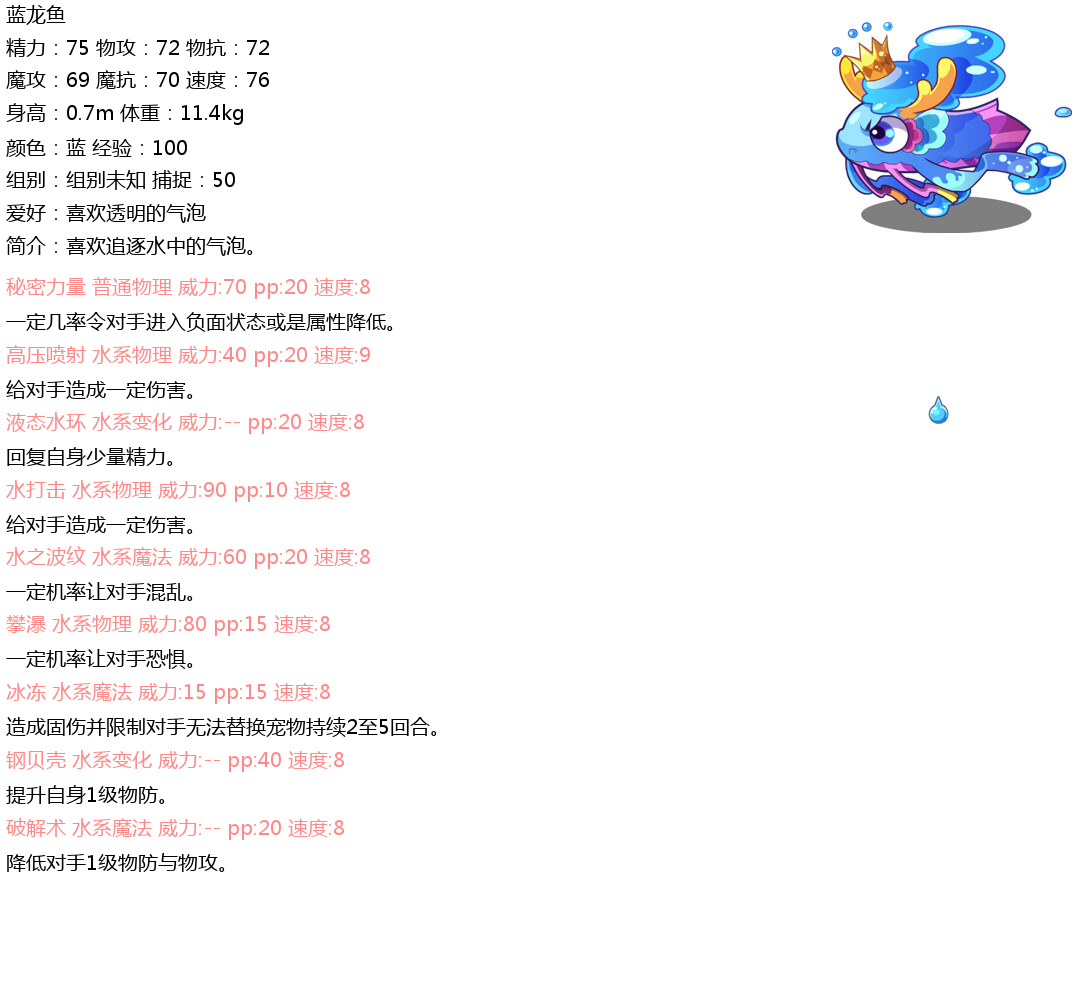 蓝龙鱼
精力：75 物攻：72 物抗：72
魔攻：69 魔抗：70 速度：76
身高：0.7m 体重：11.4kg
颜色：蓝 经验：100
组别：组别未知 捕捉：50
爱好：喜欢透明的气泡
简介：喜欢追逐水中的气泡。
秘密力量 普通物理 威力:70 pp:20 速度:8
一定几率令对手进入负面状态或是属性降低。
高压喷射 水系物理 威力:40 pp:20 速度:9
给对手造成一定伤害。
液态水环 水系变化 威力:-- pp:20 速度:8
回复自身少量精力。
水打击 水系物理 威力:90 pp:10 速度:8
给对手造成一定伤害。
水之波纹 水系魔法 威力:60 pp:20 速度:8
一定机率让对手混乱。
攀瀑 水系物理 威力:80 pp:15 速度:8
一定机率让对手恐惧。
冰冻 水系魔法 威力:15 pp:15 速度:8
造成固伤并限制对手无法替换宠物持续2至5回合。
钢贝壳 水系变化 威力:-- pp:40 速度:8
提升自身1级物防。
破解术 水系魔法 威力:-- pp:20 速度:8
降低对手1级物防与物攻。